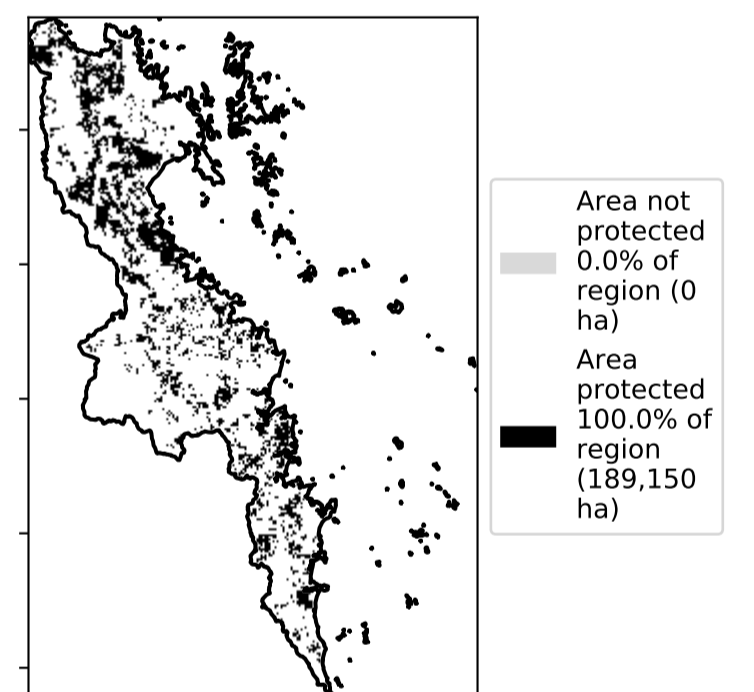 Area not
protected
0.0% of
region (0
ha)
Area
protected
100.0% of
region
(189,150
ha)